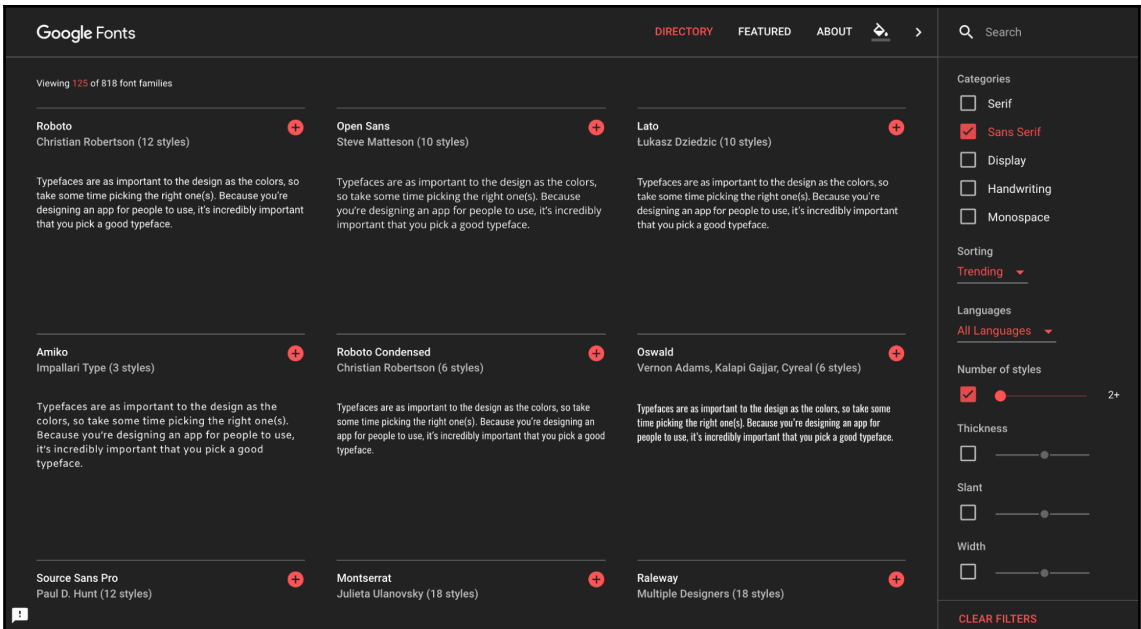 Google Fonts
DIRECTORY
FEATURED
ABOUT
Search
Viewing 125 of 818 font families
Roboto
Christian Robertson (12 styles)
Typefaces are as important to the design as the colors, so
take some time picking the right one(s). Because you're
designing an app for people to use, it's incredibly important
that you pick a good typeface.
Open Sans
Steve Matteson (10 styles)
Typefaces are as important to the design as the colors,
so take some time picking the right one(s). Because
you're designing an app for people to use, it's incredibly
important that you pick a good typeface.
Lato
Łukasz Dziedzic (10 styles)
Typefaces are as important to the design as the colors, so
take some time picking the right one(s). Because you're
designing an app for people to use, it's incredibly important
that you pick a good typeface.
Amiko
Impallari Type (3 styles)
Typefaces are as important to the design as the
colors, so take some time picking the right one(s).
Because you're designing an app for people to use,
it's incredibly important that you pick a good
typeface.
Roboto Condensed
Christian Robertson (6 styles)
Typefaces are as important to the design as the colors, so take
some time picking the right one(s). Because you're designing an
app for people to use, it's incredibly important that you pick a good
typeface.
Oswald
Vernon Adams, Kalapi Gajjar, Cyreal (6 styles)
Typefaces are as important to the design as the colors, so take some
time picking the right one(s). Because you're designing an app for
people to use, it's incredibly important that you pick a good typeface.
Source Sans Pro
Paul D. Hunt (12 styles)
Montserrat
Julieta Ulanovsky (18 styles)
Raleway
Multiple Designers (18 styles)
Categories
Serif
Sans Serif
Display
Handwriting
Monospace
Sorting
Trending
Languages
All Languages
Number of styles
2+
Thickness
Slant
Width
CLEAR FILTERS